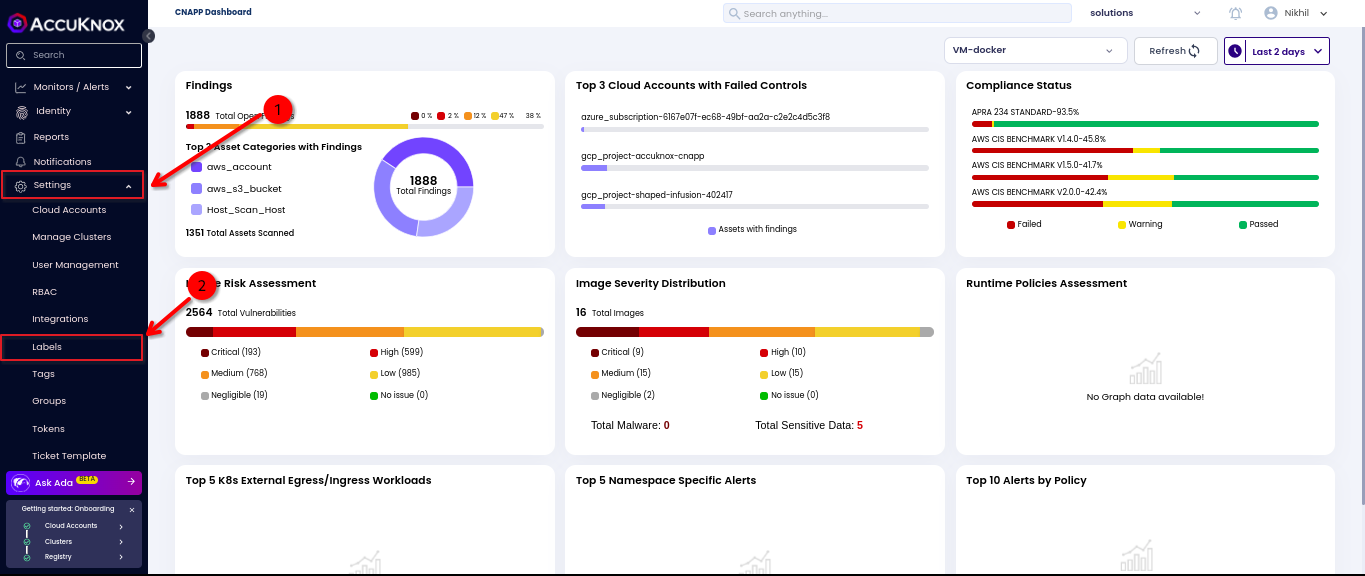 ACCUKNOX
CNAPP Dashboard
Search anything...
solutions
Nikhil
Search
Monitors / Alerts
Identity
Reports
Notifications
Settings
Cloud Accounts
Manage Clusters
User Management
RBAC
Integrations
Labels
Tags
Groups
Tokens
Ticket Template
Ask Ada BETA
Getting started: Onboarding
Cloud Accounts
Clusters
Registry
VM-docker
Refresh
Last 2 days
1
2
Findings
1888 Total Open
0 % 2 % 12 % 47 % 38 %
Top 3 Asset Categories with Findings
aws_account
aws_s3_bucket
Host_Scan_Host
1351 Total Assets Scanned
1888
Total Findings
Top 3 Cloud Accounts with Failed Controls
azure_subscription-6167e07f-ec68-49bf-aa2a-c2e2c4d5c3f8
gcp_project-accuknox-cnapp
gcp_project-shaped-infusion-402417
Assets with findings
Compliance Status
APRA 234 STANDARD-93.5%
AWS CIS BENCHMARK V1.4.0-45.8%
AWS CIS BENCHMARK V1.5.0-41.7%
AWS CIS BENCHMARK V2.0.0-42.4%
Failed
Warning
Passed
Risk Assessment
2564 Total Vulnerabilities
Critical (193)
High (599)
Medium (768)
Low (985)
Negligible (19)
No issue (0)
Image Severity Distribution
16 Total Images
Critical (9)
High (10)
Medium (15)
Low (15)
Negligible (2)
No issue (0)
Total Malware: 0
Total Sensitive Data: 5
Runtime Policies Assessment
No Graph data available!
Top 5 K8s External Egress/Ingress Workloads
Top 5 Namespace Specific Alerts
Top 10 Alerts by Policy